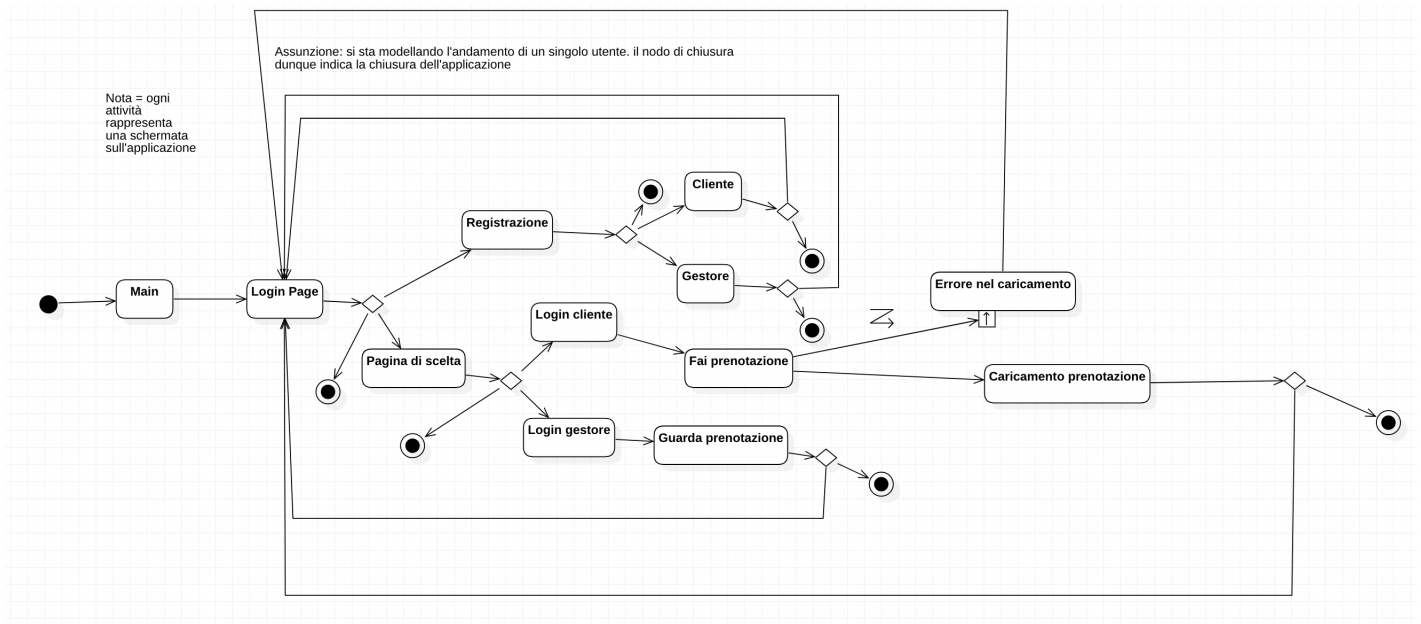 Assunzione: si sta modellando l'andamento di un singolo utente. il nodo di chiusura
dunque indica la chiusura dell'applicazione
Nota = ogni
attività
rappresenta
una schermata
sull'applicazione
Cliente
Registrazione
Gestore
Errore nel caricamento
Main
Login Page
Login cliente
Pagina di scelta
Fai prenotazione
Caricamento prenotazione
Login gestore
Guarda prenotazione